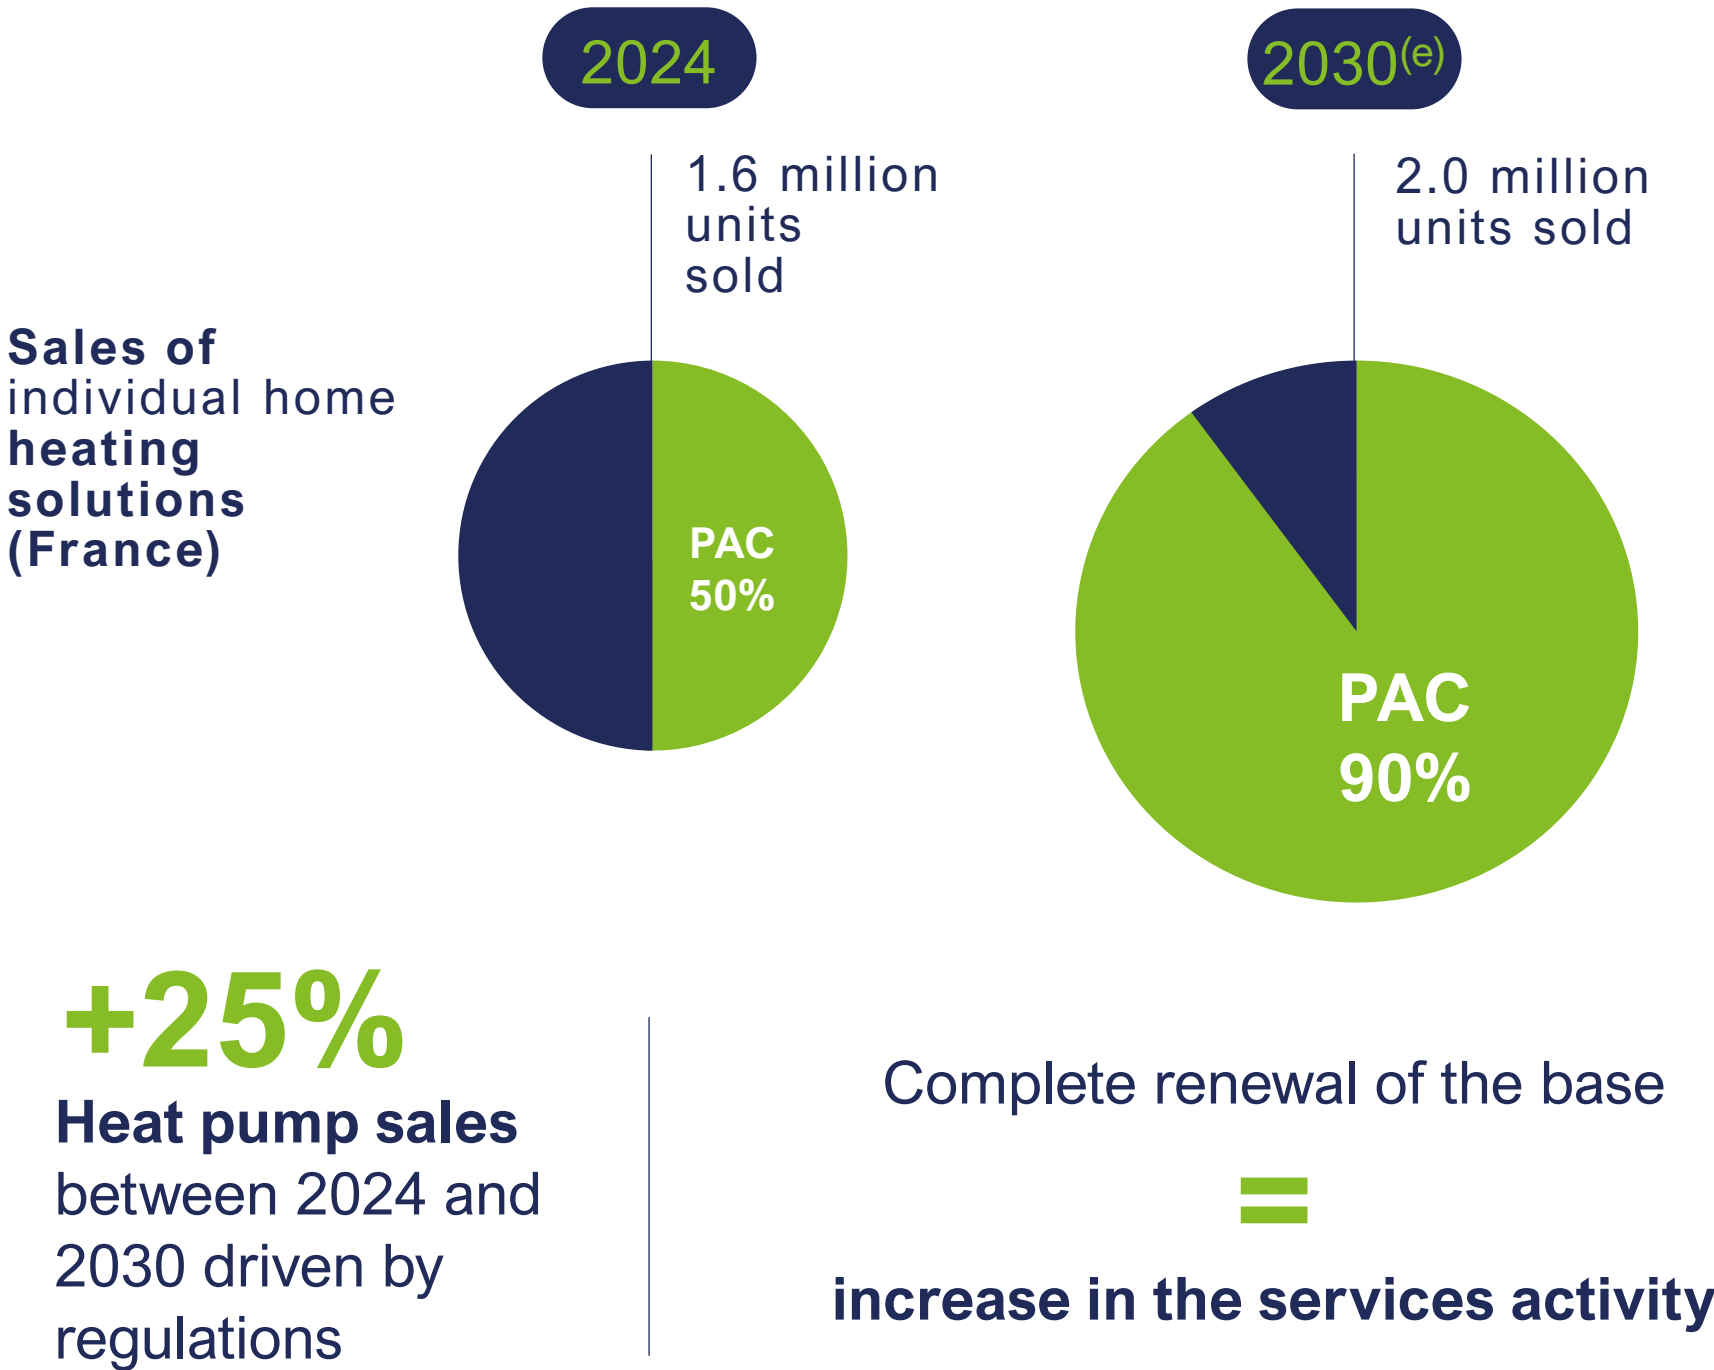 2024
2030(e)
1.6 million
units
sold
2.0 million
units sold
Sales of
individual home
heating
solutions
(France)
PAC
50%
PAC
90%
+25%
Heat pump sales
between 2024 and
2030 driven by
regulations
Complete renewal of the base
=
increase in the services activity